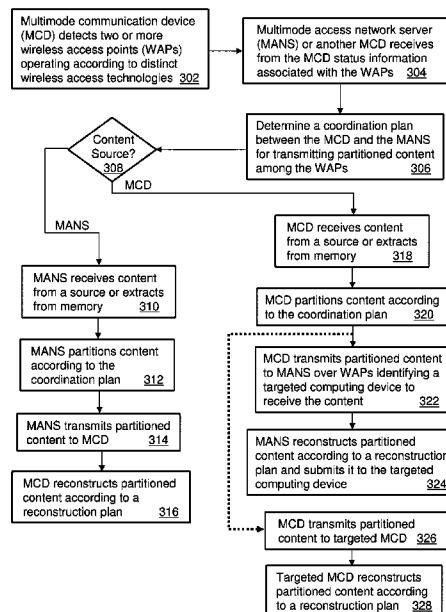 Multimode communication device
(MCD) detects two or more
wireless access points (WAPs)
operating according to distinct
wireless access technologies 302
Multimode access network server
(MANS) or another MCD receives
from the MCD status information
associated with the WAPs 304
Determine a coordination plan
between the MCD and the MANS
for transmitting partitioned content
among the WAPs 306
Content
Source?
308
MCD
MANS
MCD receives content
from a source or extracts
from memory 318
MANS receives content
from a source or extracts
from memory 310
MCD partitions content according
to the coordination plan 320
MANS partitions content
according to the
coordination plan 312
MCD transmits partitioned content
to MANS over WAPs identifying a
targeted computing device to
receive the content 322
MANS transmits partitioned
content to MCD 314
MANS reconstructs partitioned
content according to a reconstruction
plan and submits it to the targeted
computing device 324
MCD reconstructs partitioned
content according to a
reconstruction plan 316
MCD transmits partitioned
content to targeted MCD 326
Targeted MCD reconstructs
partitioned content according
to a reconstruction plan 328